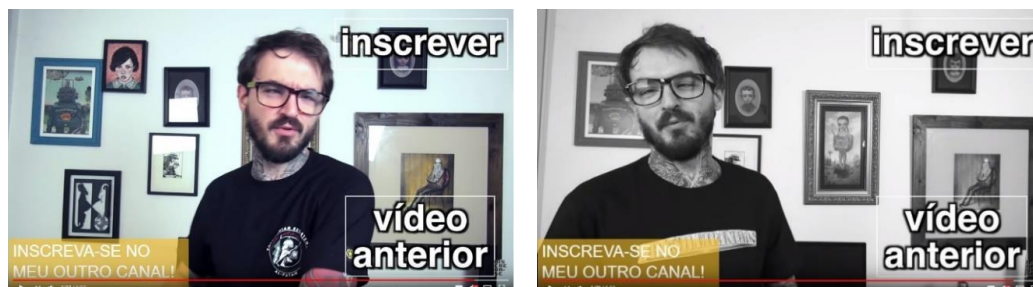 inscrever
vídeo
anterior
INSCREVA-SE NO
MEU OUTRO CANAL!
inscrever
vídeo
anterior
INSCREVA-SE NO
MEU OUTRO CANAL!